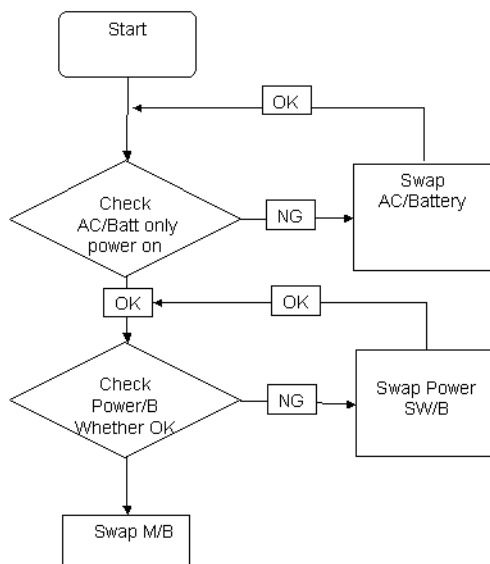 Start
OK
Check
AC/Batt only
power on
NG
Swap
AC/Battery
OK
OK
Check
Power/B
Whether OK
NG
Swap Power
SW/B
Swap M/B